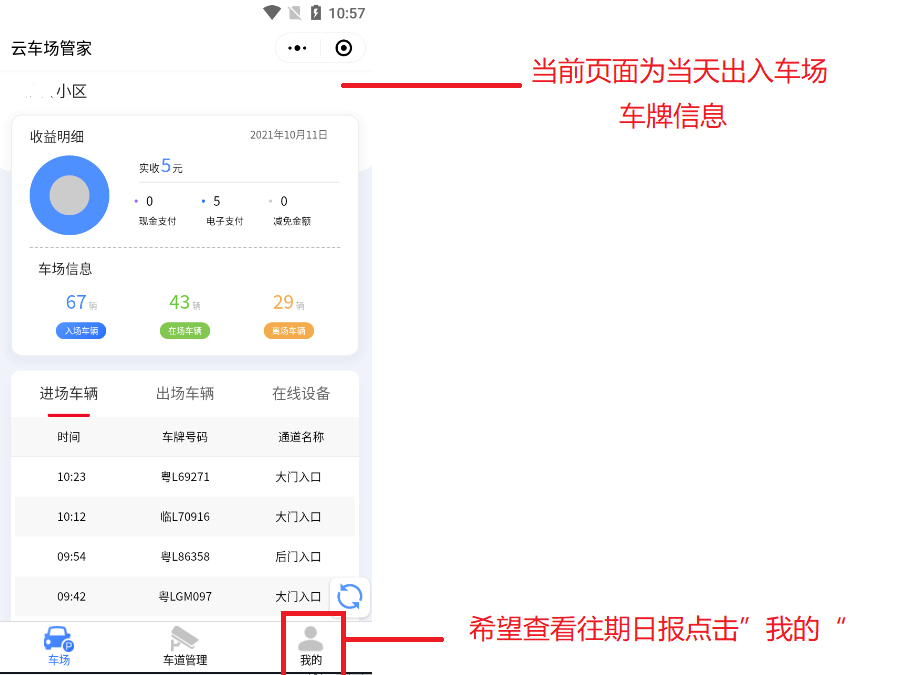 10:57
云车场管家
当前页面为当天出入车场
车牌信息
小区
收益明细
2021年10月11日
实收5元
0 5 0
现金支付 电子支付 减免金额
车场信息
67辆 43辆 29辆
入场车辆 在场车辆 离场车辆
进场车辆 出场车辆 在线设备
时间 车牌号码 通道名称
10:23 粤L69271 大门入口
10:12 临L70916 大门入口
09:54 粤L86358 后门入口
09:42 粤LGM097 大门入口
希望查看往期日报点击”我的“
P
车场 车道管理 我的